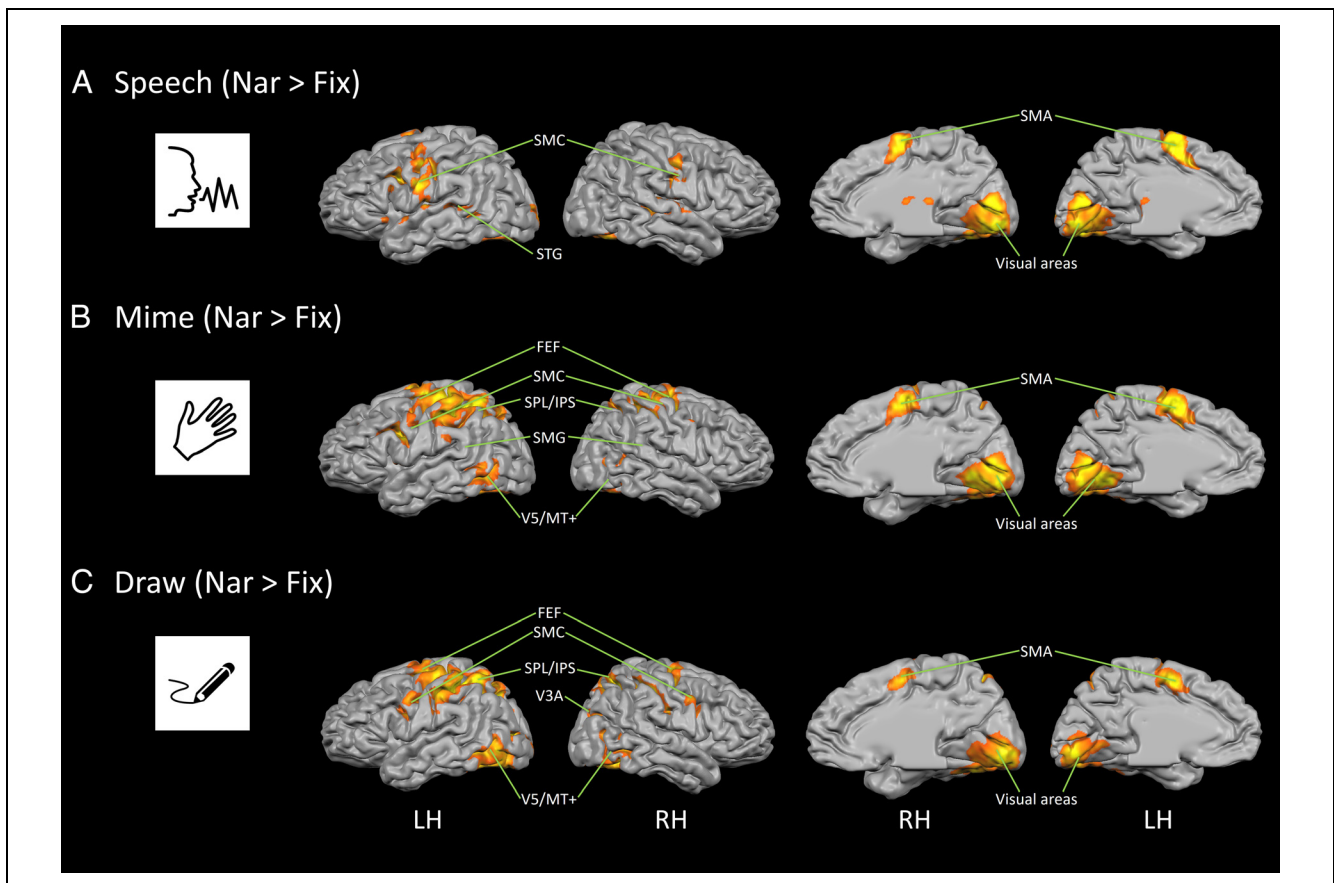 A Speech (Nar > Fix)
SMC
STG
SMA
Visual areas
B Mime (Nar > Fix)
FEF
SMC
SPL/IPS
SMG
V5/MT+
SMA
Visual areas
C Draw (Nar > Fix)
FEF
SMC
SPL/IPS
V3A
V5/MT+
SMA
Visual areas
LH RH RH LH